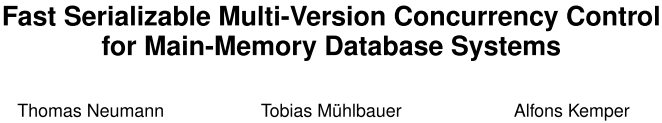 Fast Serializable Multi-Version Concurrency Control
for Main-Memory Database Systems
Thomas Neumann Tobias Mühlbauer Alfons Kemper